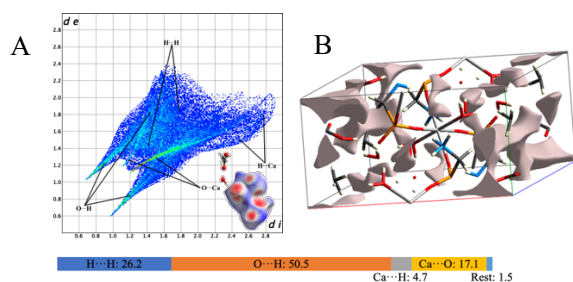 A
B
d e
2.8
2.6
2.4
2.2
2.0
1.8
1.6
1.4
1.2
1.0
0.8
0.6
H···H
H···Ca
O···Ca
O···H
d i
0.6 0.8 1.0 1.2 1.4 1.6 1.8 2.0 2.2 2.4 2.6 2.8
H···H: 26.2 O···H: 50.5 Ca···O: 17.1
Ca···H: 4.7 Rest: 1.5